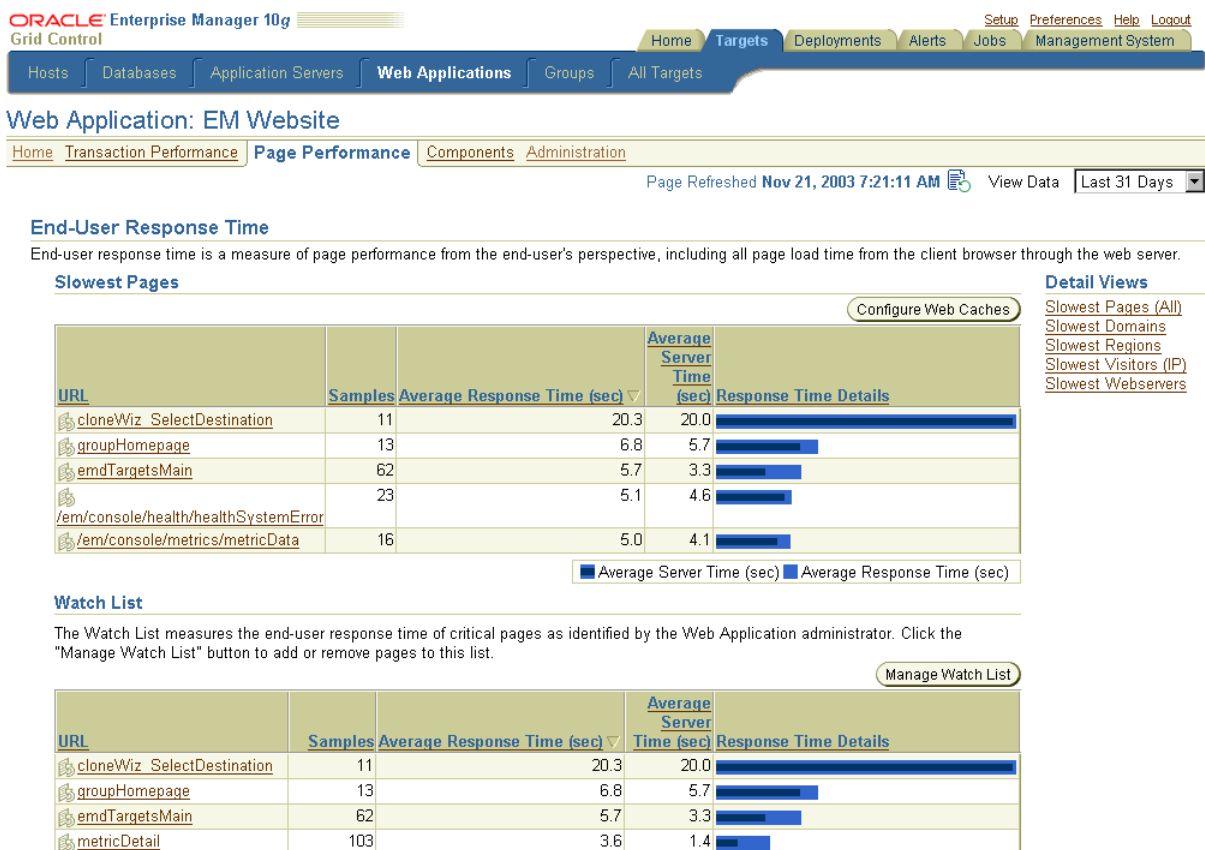 ORACLE Enterprise Manager 10g
Grid Control
Setup Preferences Help Logout
Home Targets Deployments Alerts Jobs Management System
Hosts Databases Application Servers Web Applications Groups All Targets
Web Application: EM Website
Home Transaction Performance Page Performance Components Administration
Page Refreshed Nov 21, 2003 7:21:11 AM View Data Last 31 Days
End-User Response Time
End-user response time is a measure of page performance from the end-user's perspective, including all page load time from the client browser through the web server.
Slowest Pages
Configure Web Caches
URL Samples Average Response Time (sec) Average Server Time (sec) Response Time Details
cloneWiz_SelectDestination 11 20.3 20.0
groupHomepage 13 6.8 5.7
emdTargetsMain 62 5.7 3.3
/em/console/health/healthSystemError 23 5.1 4.6
/em/console/metrics/metricData 16 5.0 4.1
Average Server Time (sec) Average Response Time (sec)
Detail Views
Slowest Pages (All)
Slowest Domains
Slowest Regions
Slowest Visitors (IP)
Slowest Webservers
Watch List
The Watch List measures the end-user response time of critical pages as identified by the Web Application administrator. Click the
"Manage Watch List" button to add or remove pages to this list.
Manage Watch List
URL Samples Average Response Time (sec) Average Server Time (sec) Response Time Details
cloneWiz_SelectDestination 11 20.3 20.0
groupHomepage 13 6.8 5.7
emdTargetsMain 62 5.7 3.3
metricDetail 103 3.6 1.4